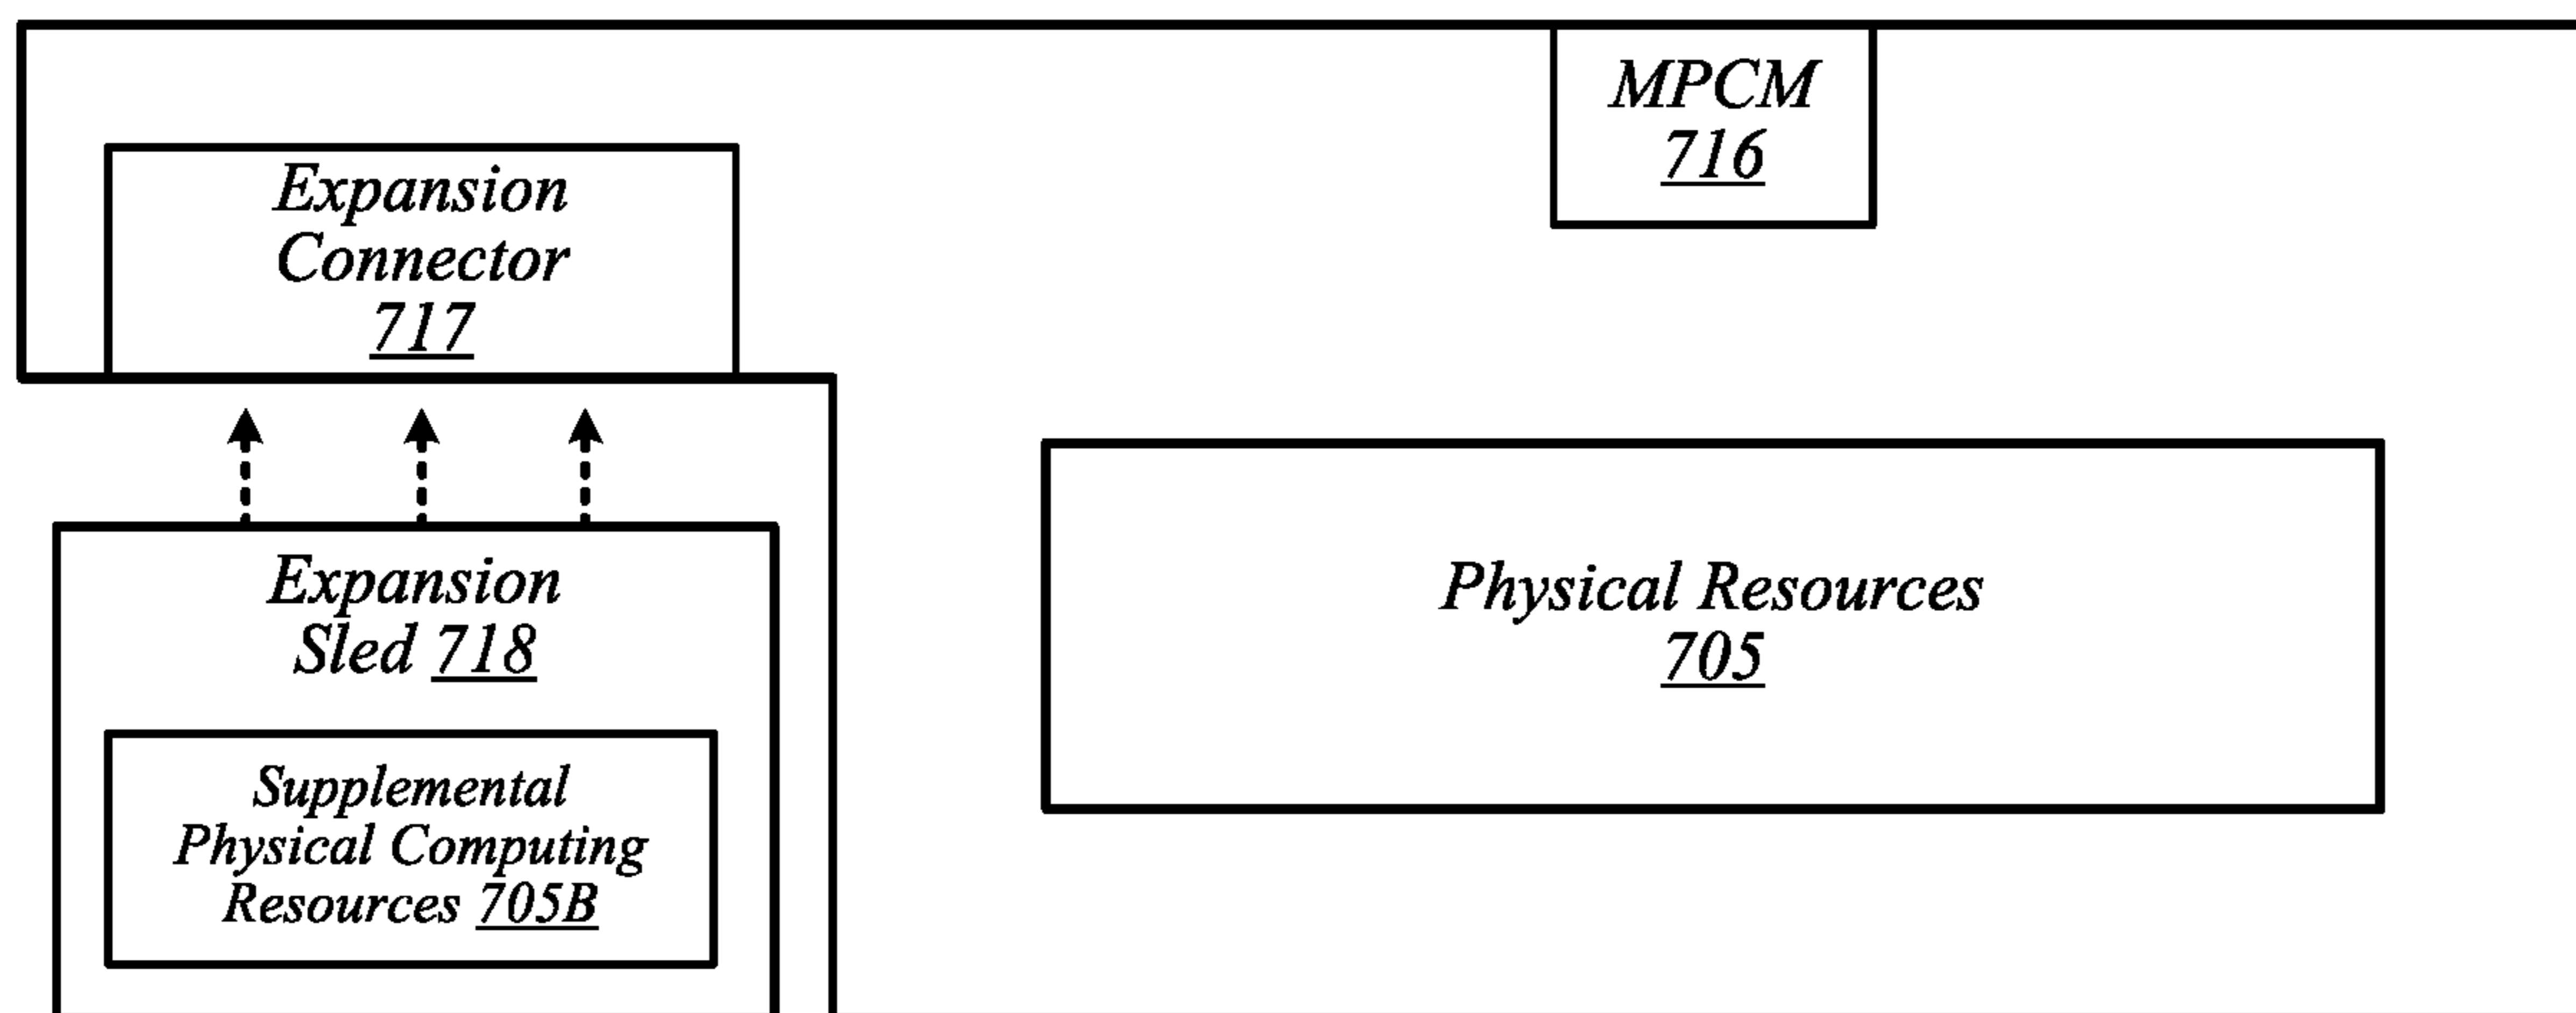 MPCM
716
Expansion
Connector
717
Expansion
Sled 718
Physical Resources
705
Supplemental
Physical Computing
Resources 705B